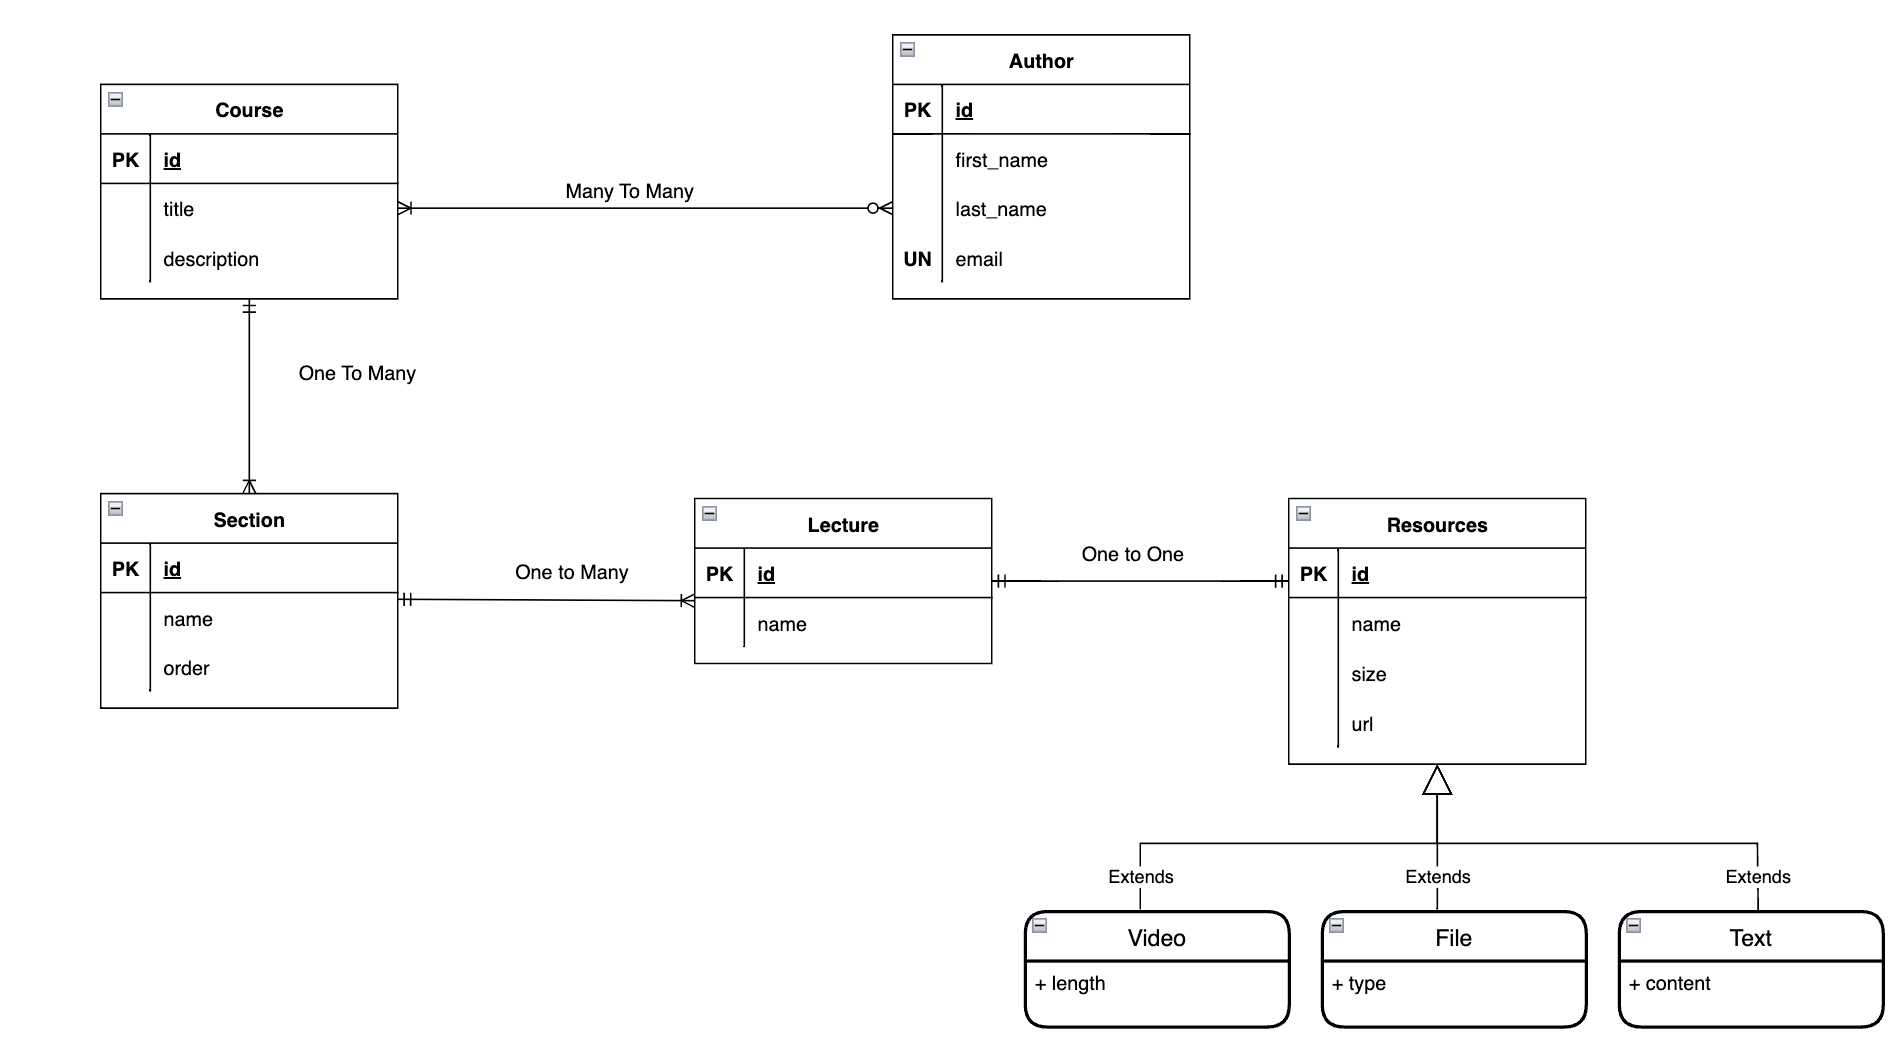 Course
PK id
title
description
Many To Many
Author
PK id
first_name
last_name
UN email
One To Many
Section
PK id
name
order
One to Many
Lecture
PK id
name
One to One
Resources
PK id
name
size
url
Extends
Extends
Extends
Video
+ length
File
+ type
Text
+ content